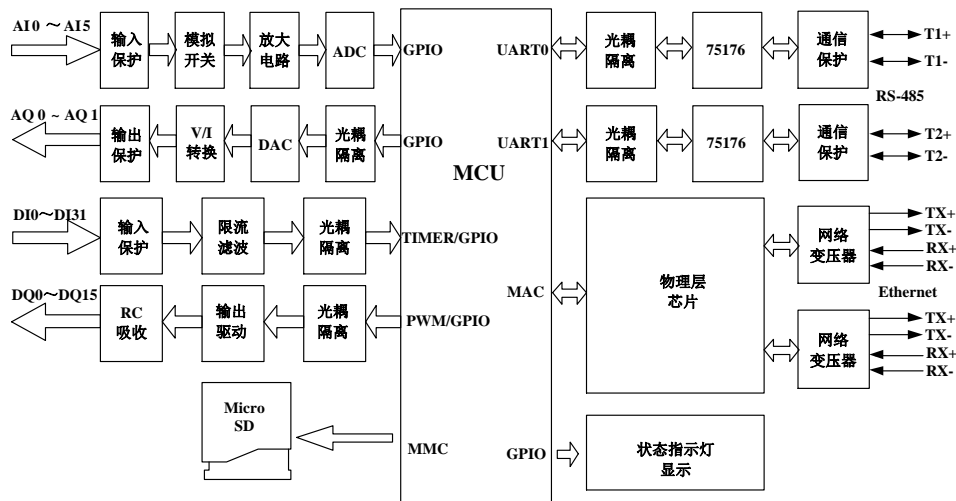 AI0 ～AI5
输入
保护
模拟
开关
放大
电路
ADC
GPIO
AQ 0 ~ AQ 1
输出
保护
V/I
转换
DAC
光耦
隔离
GPIO
DI0～DI31
输入
保护
限流
滤波
光耦
隔离
TIMER/GPIO
DQ0～DQ15
RC
吸收
输出
驱动
光耦
隔离
PWM/GPIO
Micro
SD
MMC
MCU
UART0
光耦
隔离
75176
通信
保护
T1+
T1-
RS-485
UART1
光耦
隔离
75176
通信
保护
T2+
T2-
MAC
物理层
芯片
网络
变压器
TX+
TX-
RX+
RX-
Ethernet
网络
变压器
TX+
TX-
RX+
RX-
GPIO
状态指示灯
显示